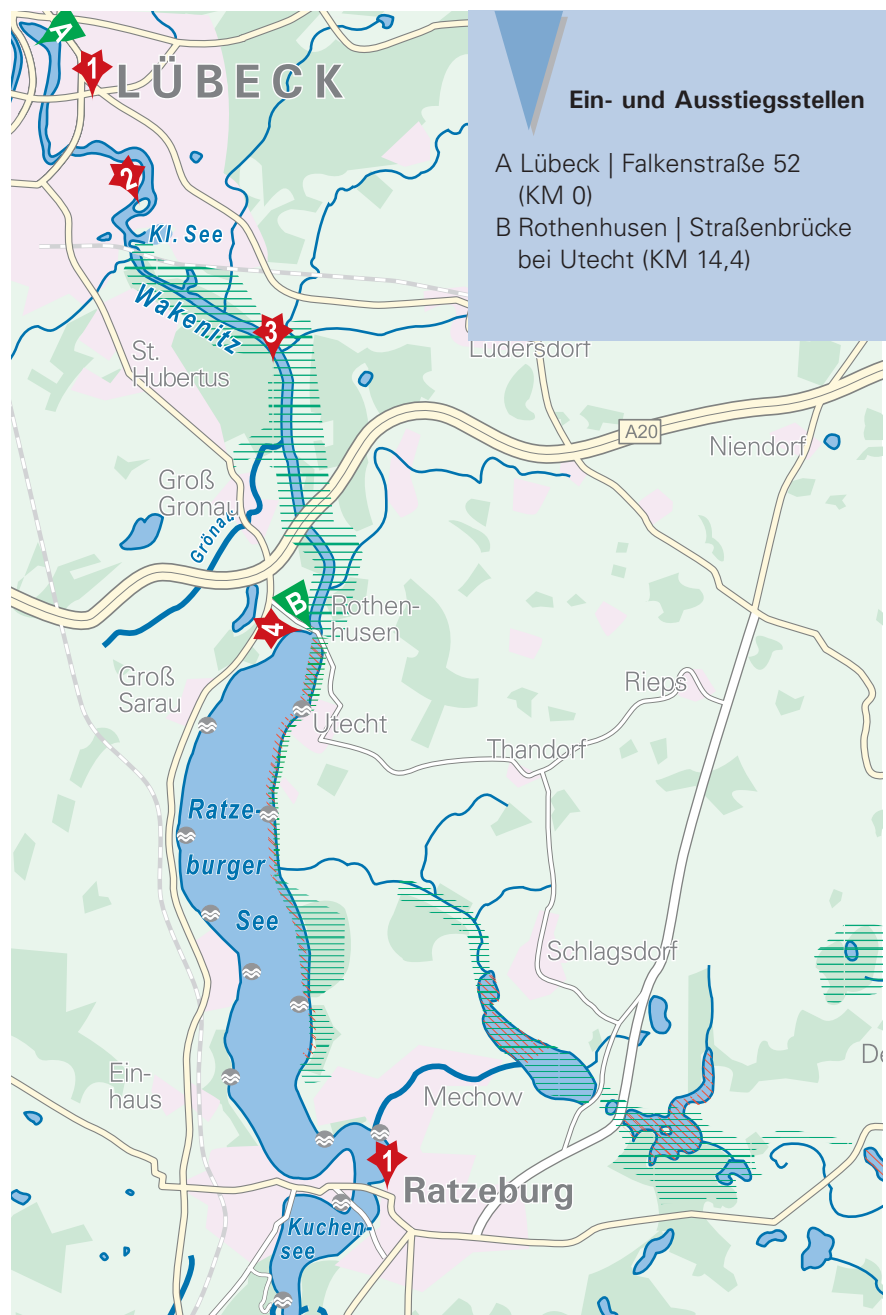 A
1
LÜBECK
Ein- und Ausstiegsstellen
A Lübeck | Falkenstraße 52
(KM 0)
B Rothenhusen | Straßenbrücke
bei Utecht (KM 14,4)
2
Kl. See
Wakenitz
3
St.
Hubertus
Lüdersdorf
A20
Niendorf
Groß
Gronau
Grönau
B
4
Rothen-
husen
Groß
Sarau
Utecht
Rieps
Thandorf
Ratze-
burger
See
Schlagsdorf
De
Ein-
haus
Mechow
1
Ratzeburg
Kuchen-
see